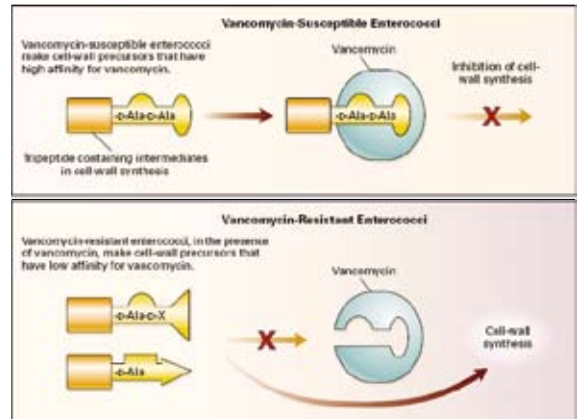 Vancomycin-Susceptible Enterococci
Vancomycin-susceptible enterococci
make cell-wall precursors that have
high affinity for vancomycin.
Vancomycin
Inhibition of cell-
wall synthesis
-D-Ala-D-Ala
-D-Ala-D-Ala
X
Tripeptide containing intermediates
in cell-wall synthesis
Vancomycin-Resistant Enterococci
Vancomycin-resistant enterococci, in the presence
of vancomycin, make cell-wall precursors that
have low affinity for vancomycin.
Vancomycin
-D-Ala-D-X
X
Cell-wall
synthesis
-D-Ala